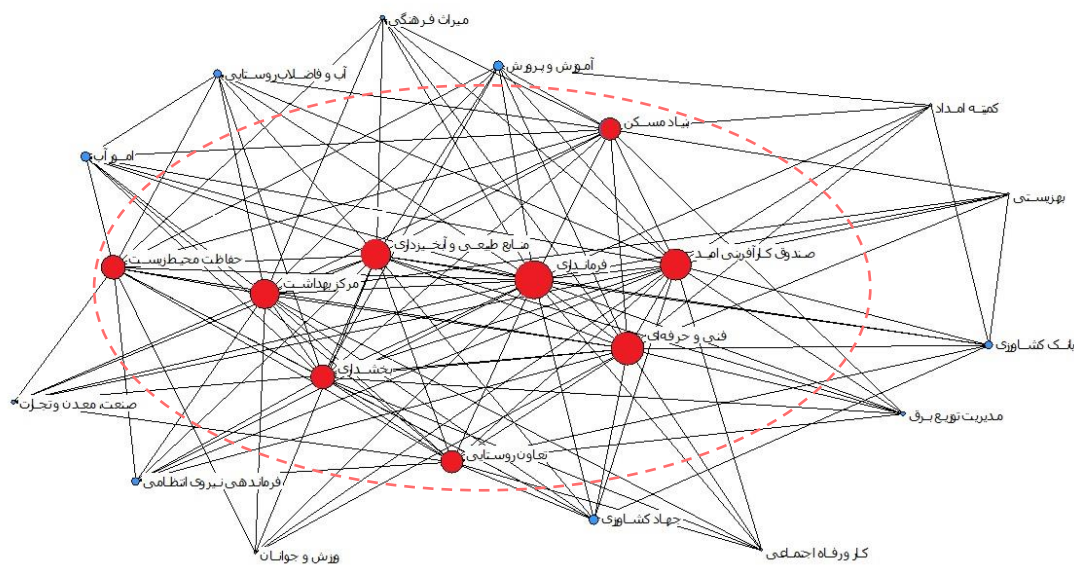 میراث فرهنگی
آموزش و پرورش
آب و فاضلاب روستایی
کمیته امداد
بنیاد مسکن
امور آب
بهزیستی
منابع طبیعی و آبخیزداری
صندوق کارآفرینی امید
حفاظت محیط زیست
فرمانداری
مرکز بهداشت
فنی و حرفه‌ای
بانک کشاورزی
بخشداری
صنعت، معدن و تجارت
مدیریت توزیع برق
تعاون روستایی
فرماندهی نیروی انتظامی
جهاد کشاورزی
ورزش و جوانان
کار و رفاه اجتماعی